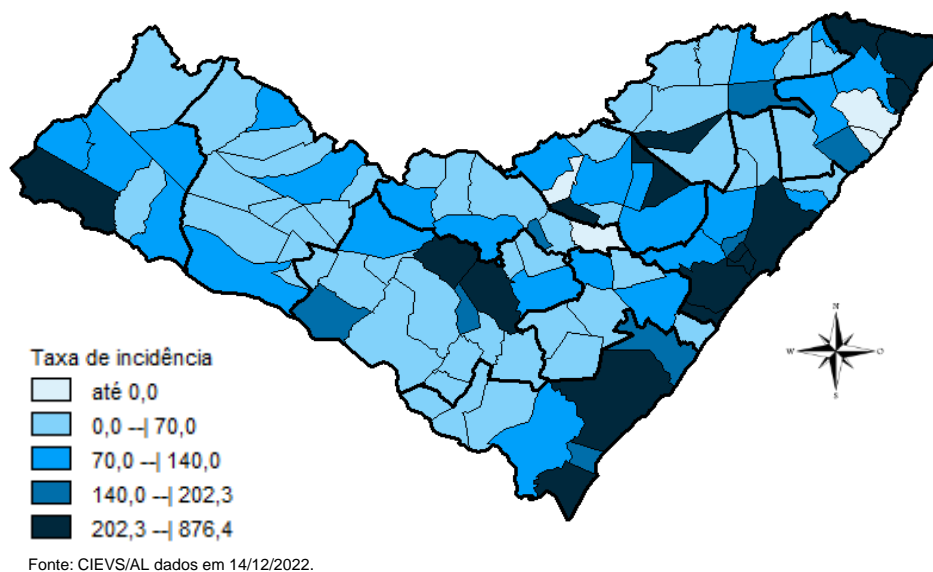 N
W
O
S
Taxa de incidência
até 0,0
0,0 --| 70,0
70,0 --| 140,0
140,0 --| 202,3
202,3 --| 876,4
Fonte: CIEVS/AL dados em 14/12/2022.